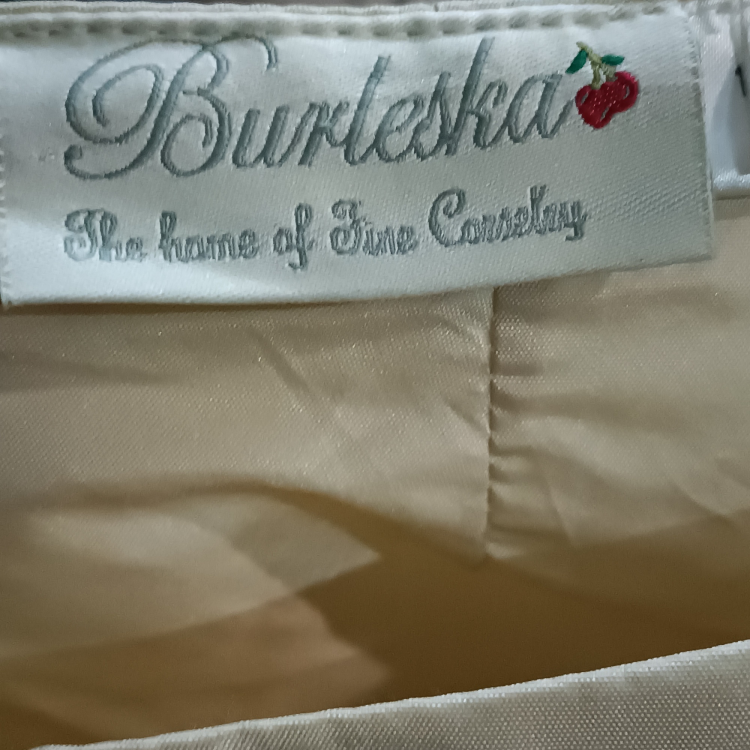 Burleska
The home of Fine Corsetry